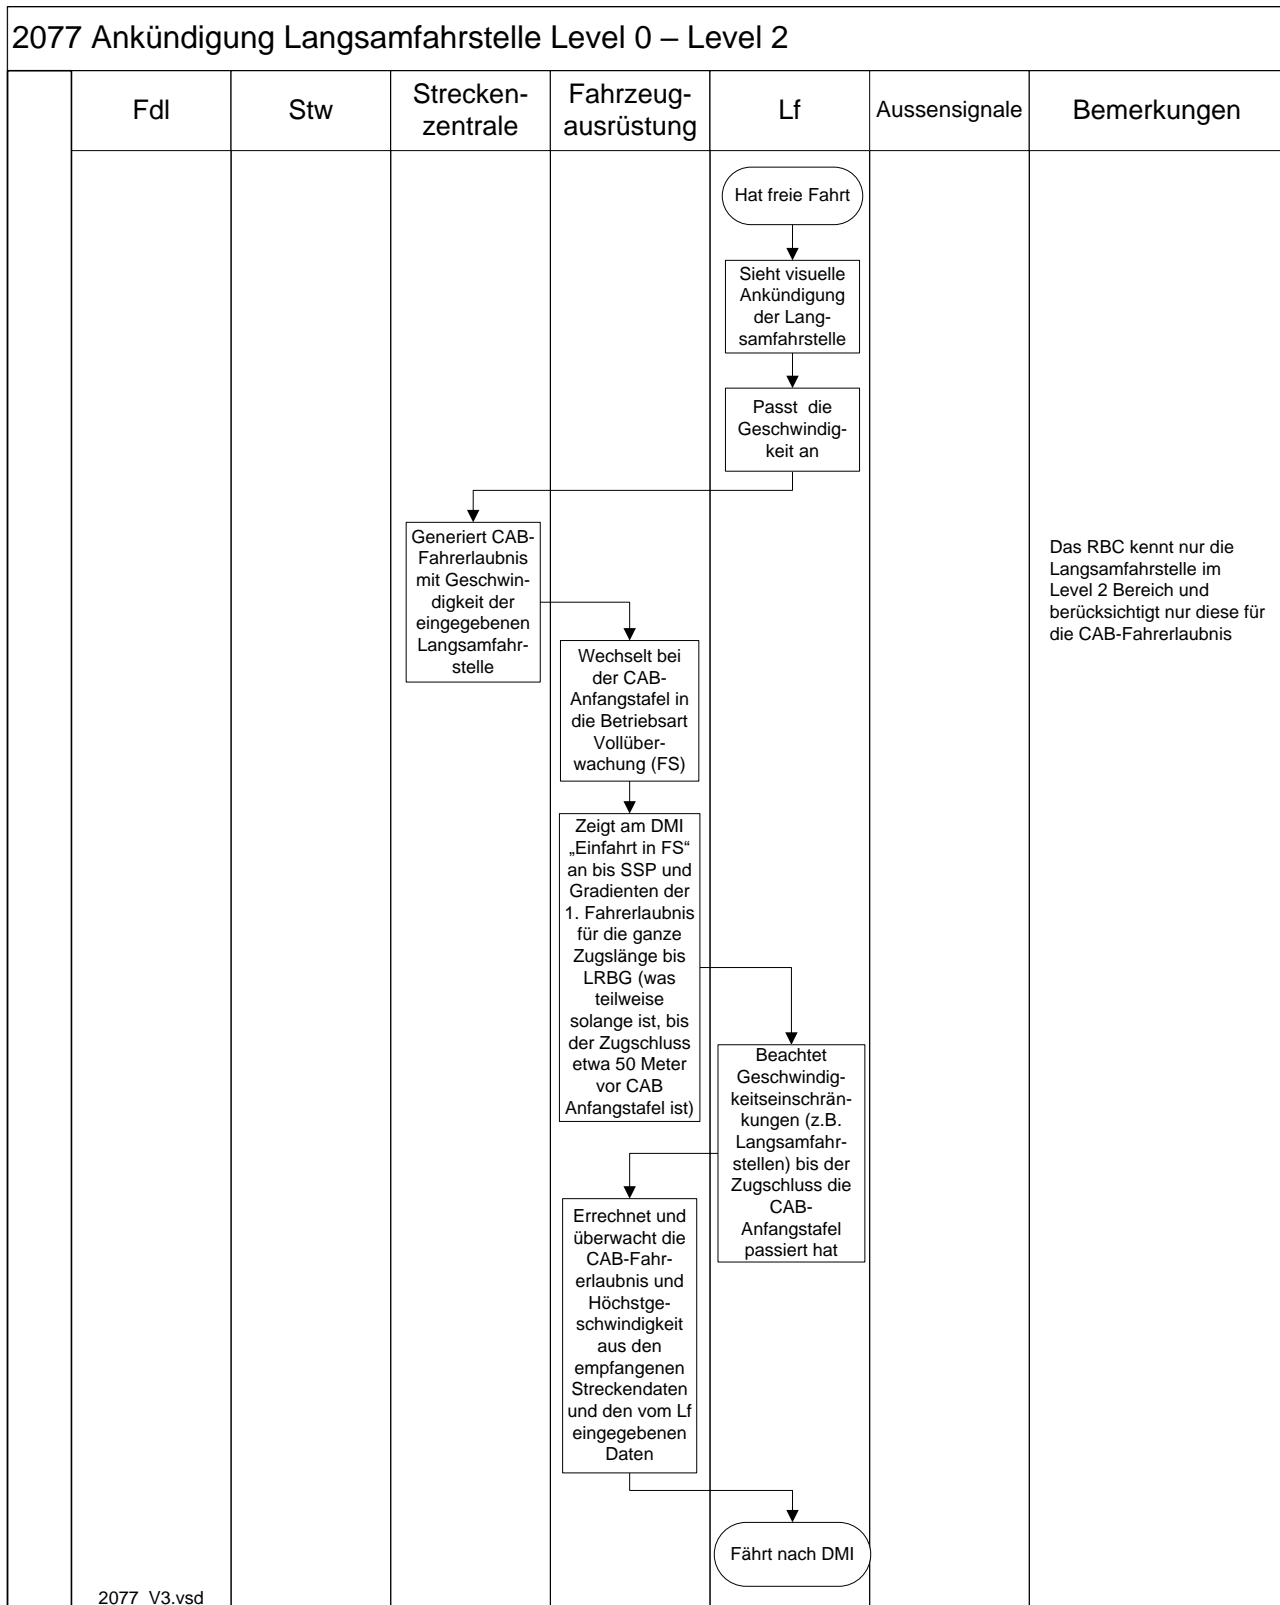 2077 Ankündigung Langsamfahrstelle Level 0 – Level 2
Fdl
Stw
Strecken-
zentrale
Fahrzeug-
ausrüstung
Lf
Aussensignale
Bemerkungen
Hat freie Fahrt
Sieht visuelle
Ankündigung
der Lang-
samfahrstelle
Passt die
Geschwindig-
keit an
Generiert CAB-
Fahrerlaubnis
mit Geschwin-
digkeit der
eingegebenen
Langsamfahr-
stelle
Das RBC kennt nur die
Langsamfahrstelle im
Level 2 Bereich und
berücksichtigt nur diese für
die CAB-Fahrerlaubnis
Wechselt bei
der CAB-
Anfangstafel in
die Betriebsart
Vollüber-
wachung (FS)
Zeigt am DMI
„Einfahrt in FS“
an bis SSP und
Gradienten der
1. Fahrerlaubnis
für die ganze
Zugslänge bis
LRBG (was
teilweise
solange ist, bis
der Zugschluss
etwa 50 Meter
vor CAB
Anfangstafel ist)
Beachtet
Geschwindig-
keitseinschrän-
kungen (z.B.
Langsamfahr-
stellen) bis der
Zugschluss die
CAB-
Anfangstafel
passiert hat
Errechnet und
überwacht die
CAB-Fahr-
erlaubnis und
Höchstge-
schwindigkeit
aus den
empfangenen
Streckendaten
und den vom Lf
eingegebenen
Daten
Fährt nach DMI
2077_V3.vsd